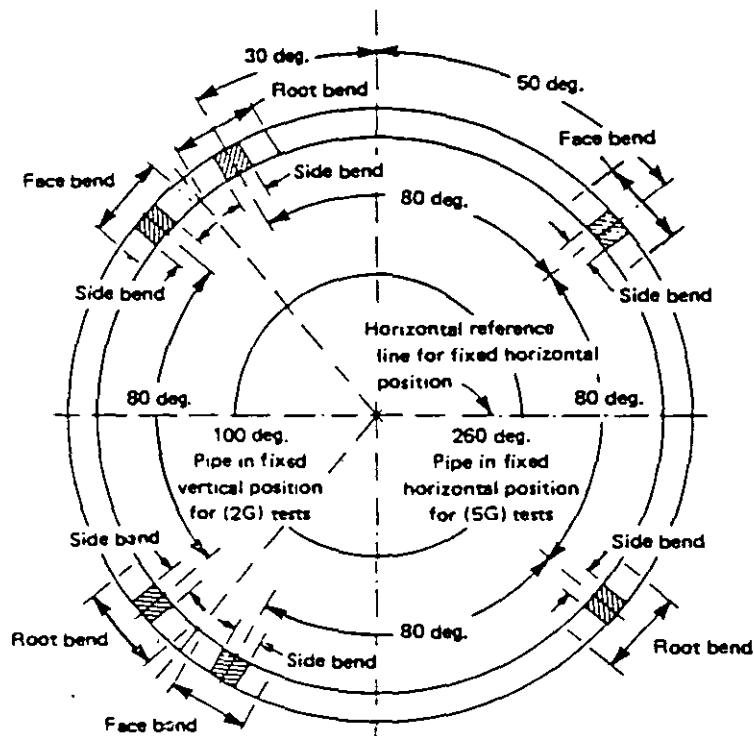 30 deg.
50 deg.
Root bend
Face bend
Face bend
Side bend
80 deg.
Side bend
Side bend
Horizontal reference
line for fixed horizontal
position
80 deg.
80 deg.
100 deg.
Pipe in fixed
vertical position
for (2G) tests
260 deg.
Pipe in fixed
horizontal position
for (5G) tests
Side bend
Side bend
Root bend
80 deg.
Side bend
Root bend
Face bend